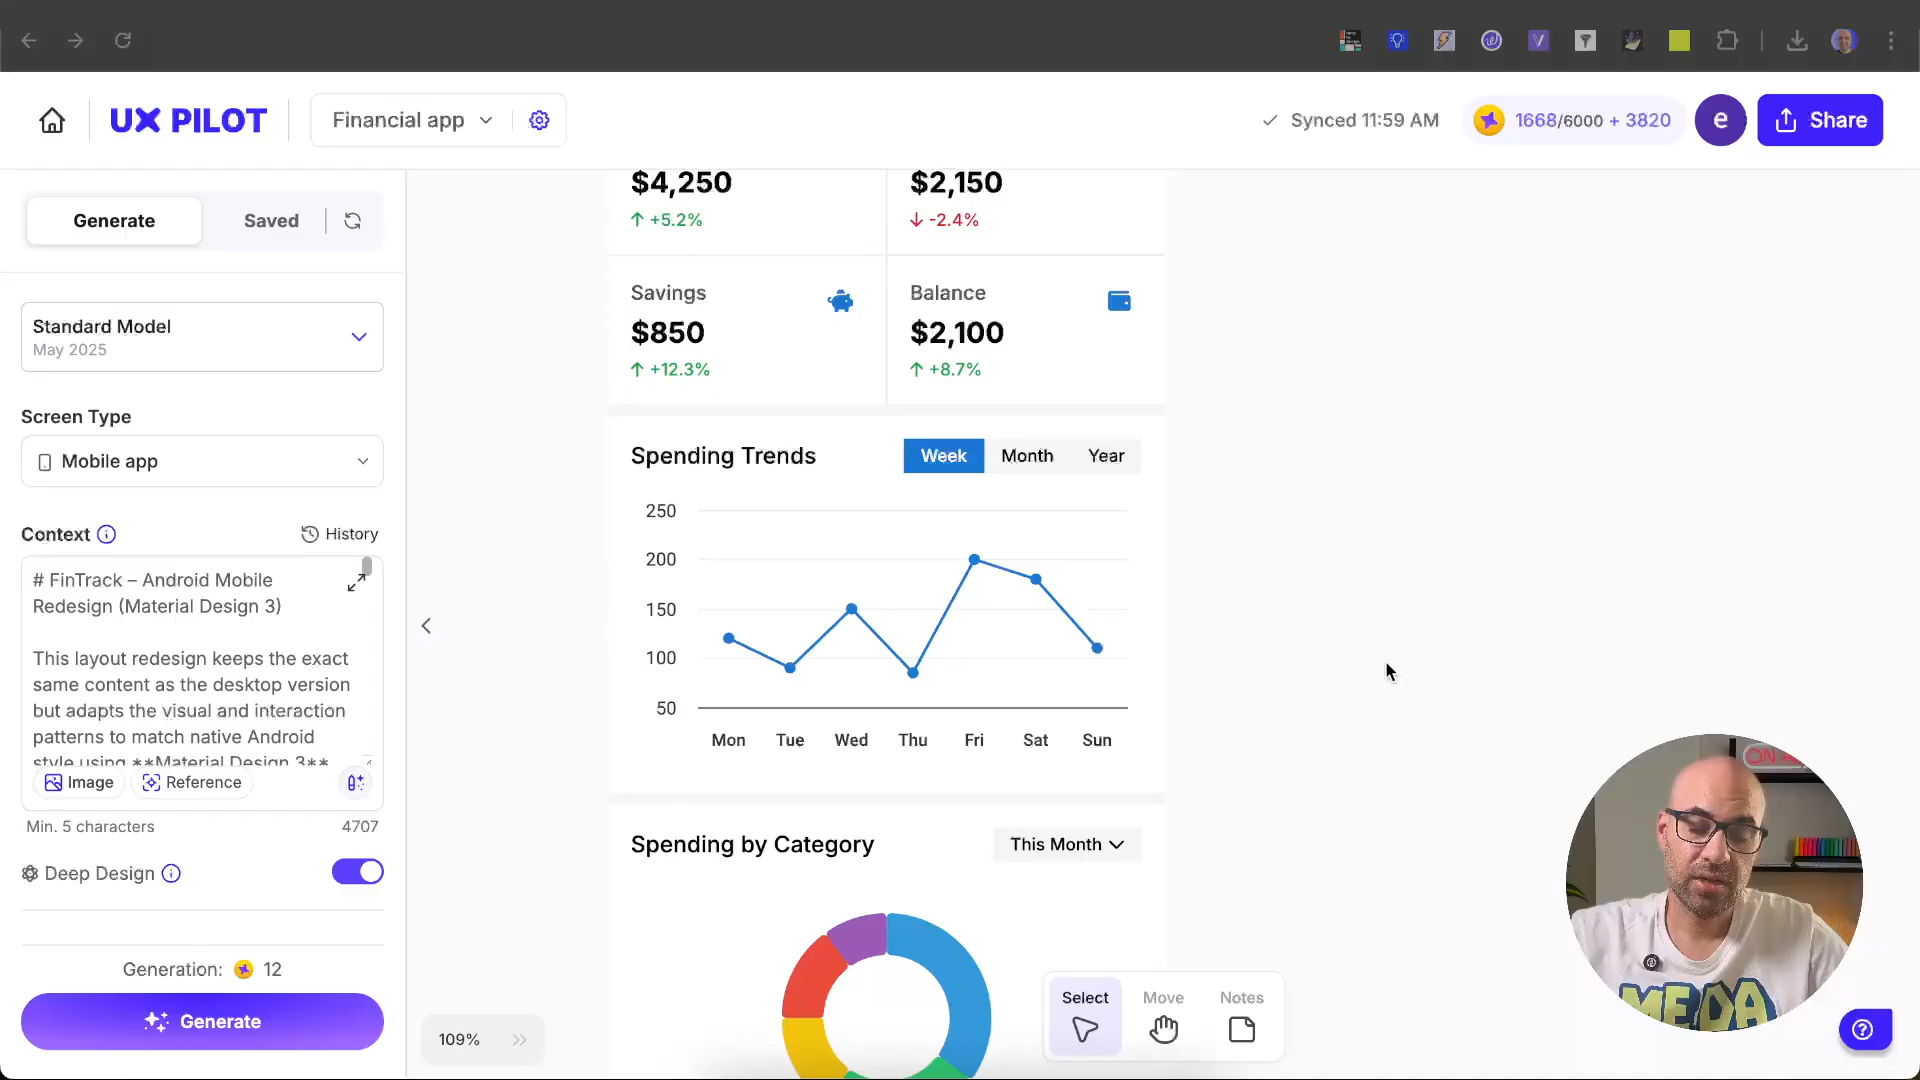 UX PILOT
Financial app
Synced 11:59 AM
1668/6000 + 3820
e
Share
Generate
Saved
Standard Model
May 2025
Screen Type
Mobile app
Context
History
# FinTrack – Android Mobile
Redesign (Material Design 3)
This layout redesign keeps the exact
same content as the desktop version
but adapts the visual and interaction
patterns to match native Android
style using **Material Design 3**
Image
Reference
Min. 5 characters
4707
Deep Design
Generation: 12
Generate
109%
$4,250
+5.2%
$2,150
-2.4%
Savings
$850
+12.3%
Balance
$2,100
+8.7%
Spending Trends
Week
Month
Year
250
200
150
100
50
Mon
Tue
Wed
Thu
Fri
Sat
Sun
Spending by Category
This Month
Select
Move
Notes